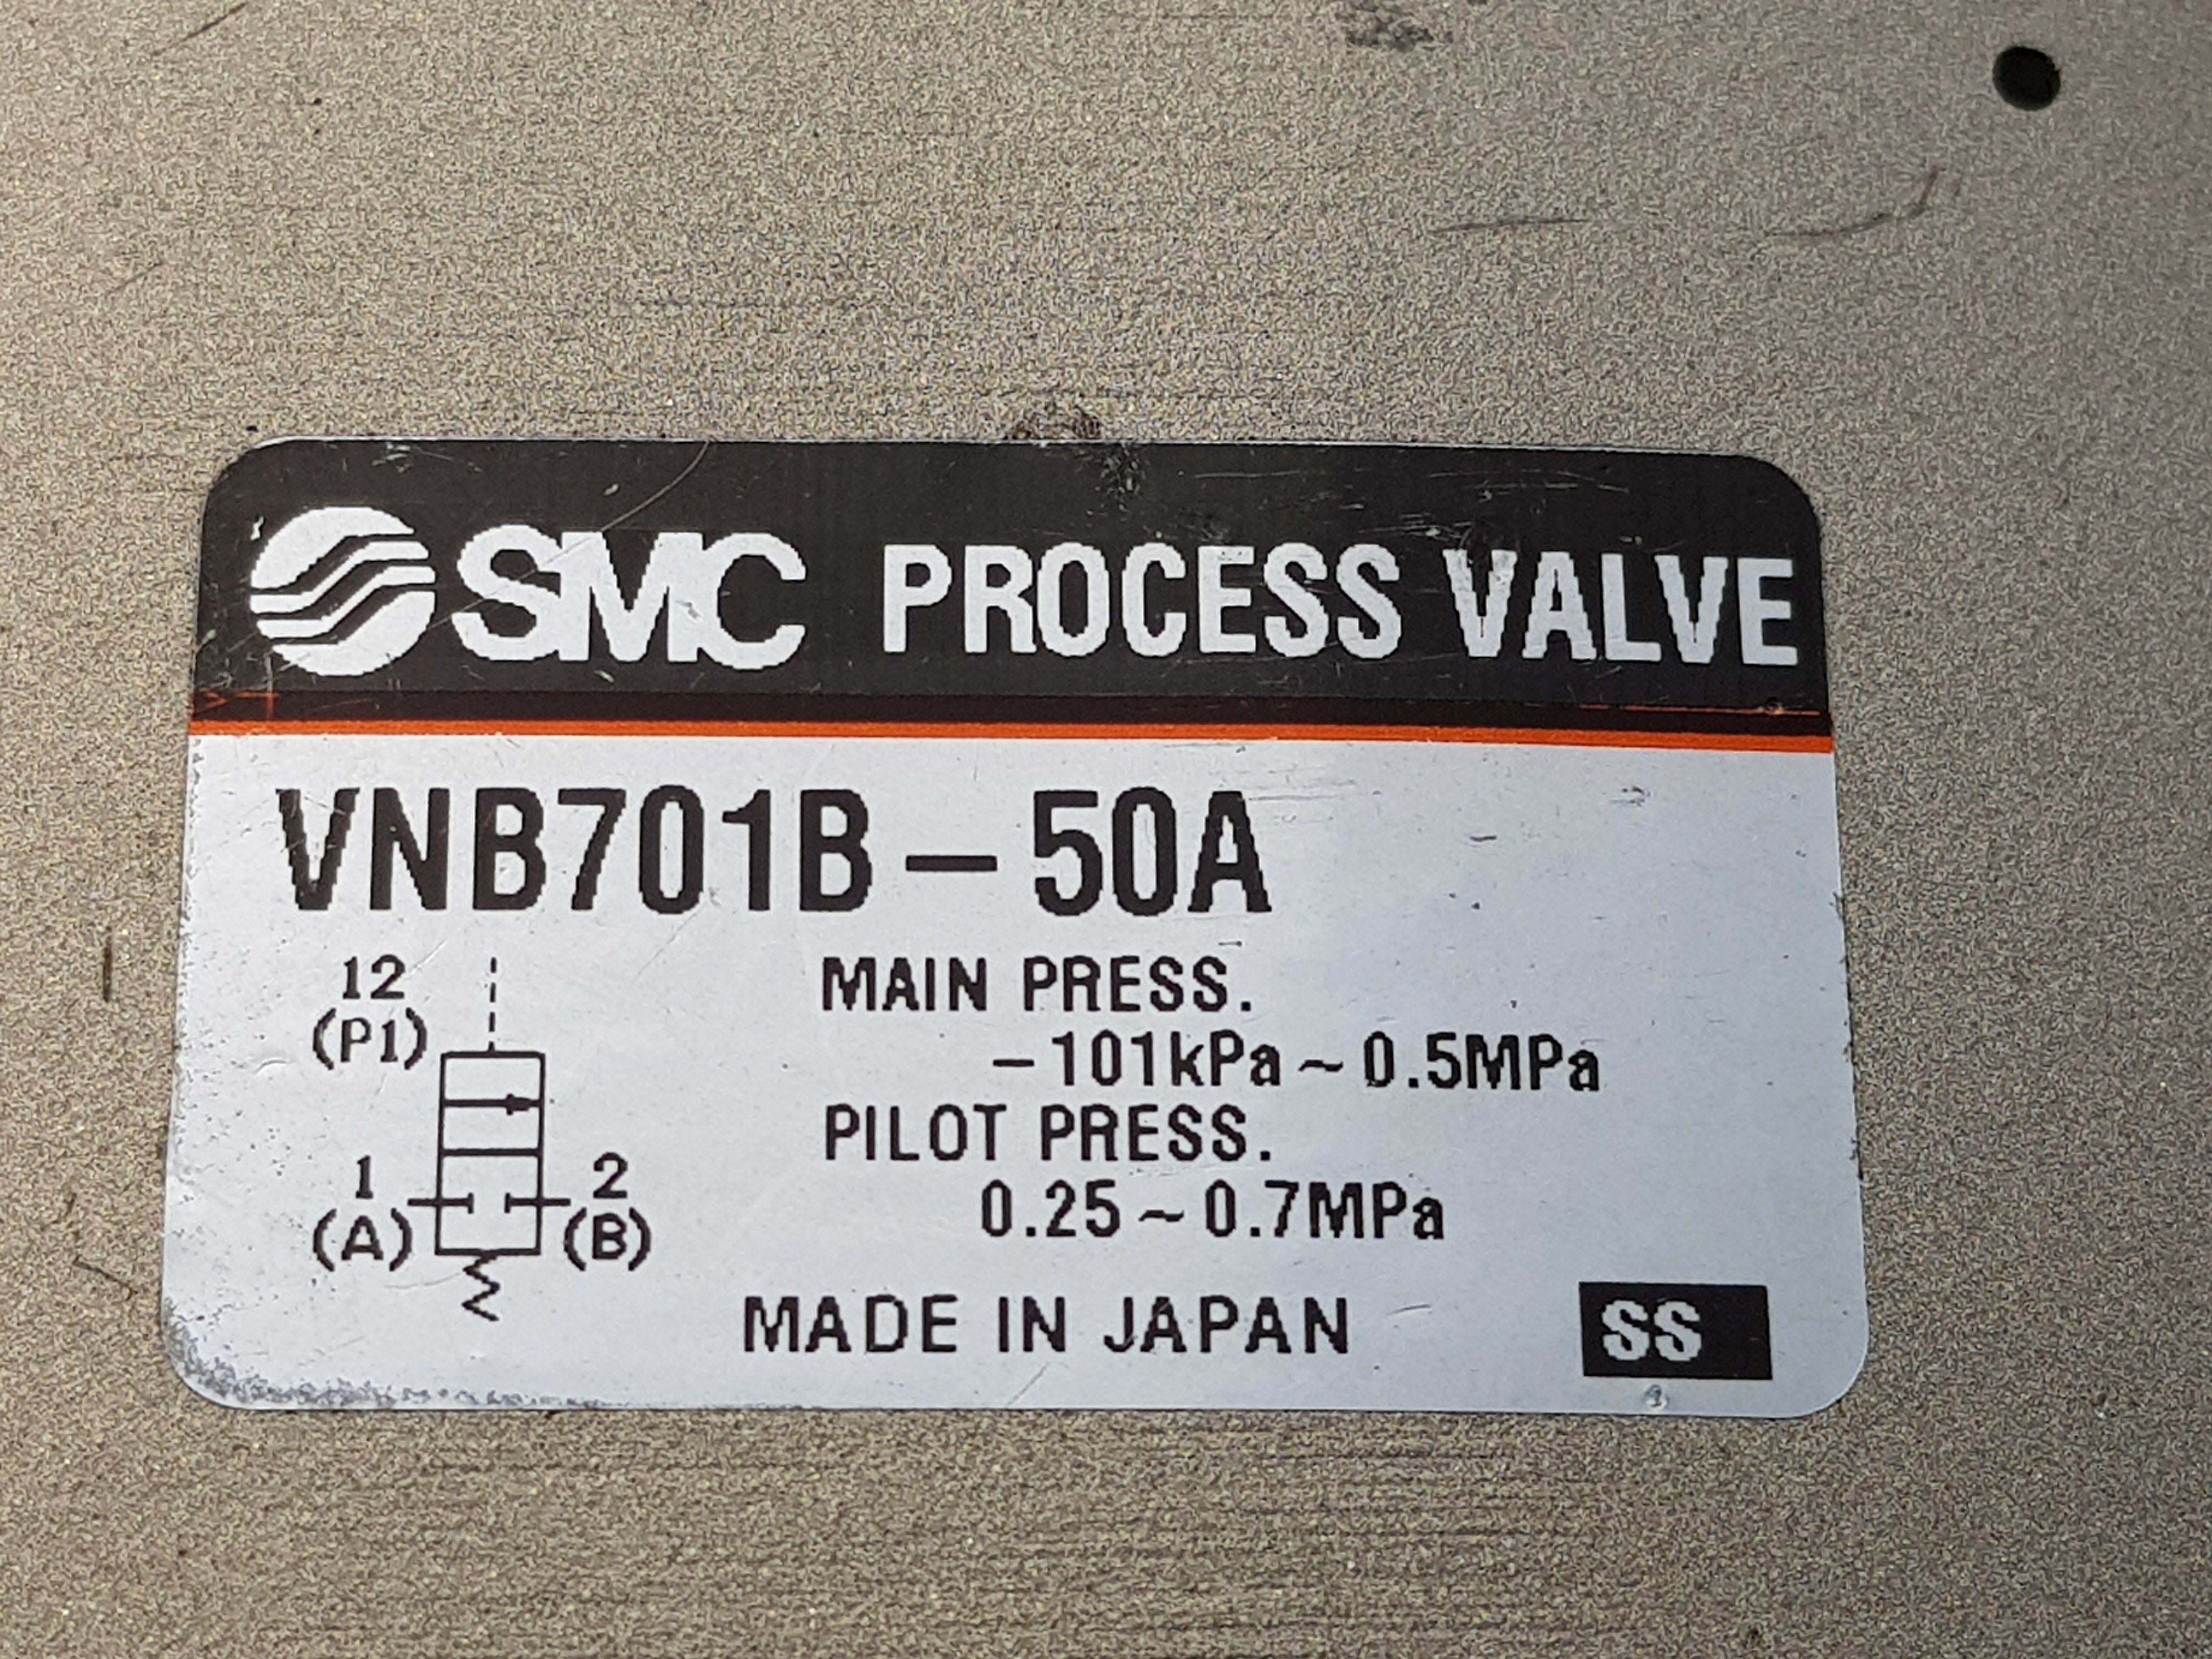 SMC PROCESS VALVE
VNB701B-50A
12
(P1)
1
(A)
2
(B)
MAIN PRESS.
-101kPa~0.5MPa
PILOT PRESS.
0.25~0.7MPa
MADE IN JAPAN
SS